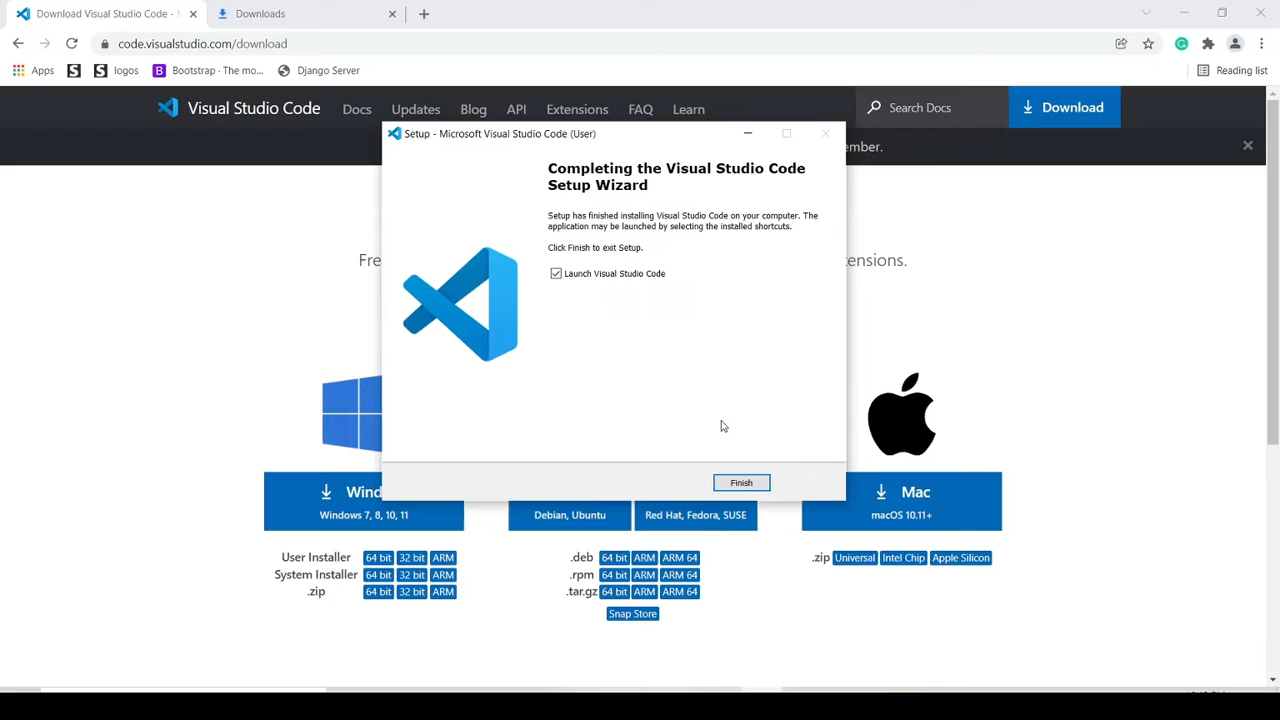 Download Visual Studio Code -
Downloads
code.visualstudio.com/download
Apps
logos
Bootstrap · The mo...
Django Server
Reading list
Visual Studio Code
Docs
Updates
Blog
API
Extensions
FAQ
Learn
Search Docs
Download
Setup - Microsoft Visual Studio Code (User)
ember.
Completing the Visual Studio Code
Setup Wizard
Setup has finished installing Visual Studio Code on your computer. The
application may be launched by selecting the installed shortcuts.
Click Finish to exit Setup.
Launch Visual Studio Code
Fre
ensions.
Finish
Wind
Windows 7, 8, 10, 11
Debian, Ubuntu
Red Hat, Fedora, SUSE
Mac
macOS 10.11+
User Installer 64 bit 32 bit ARM
System Installer 64 bit 32 bit ARM
.zip 64 bit 32 bit ARM
.deb 64 bit ARM ARM 64
.rpm 64 bit ARM ARM 64
.tar.gz 64 bit ARM ARM 64
Snap Store
.zip Universal Intel Chip Apple Silicon